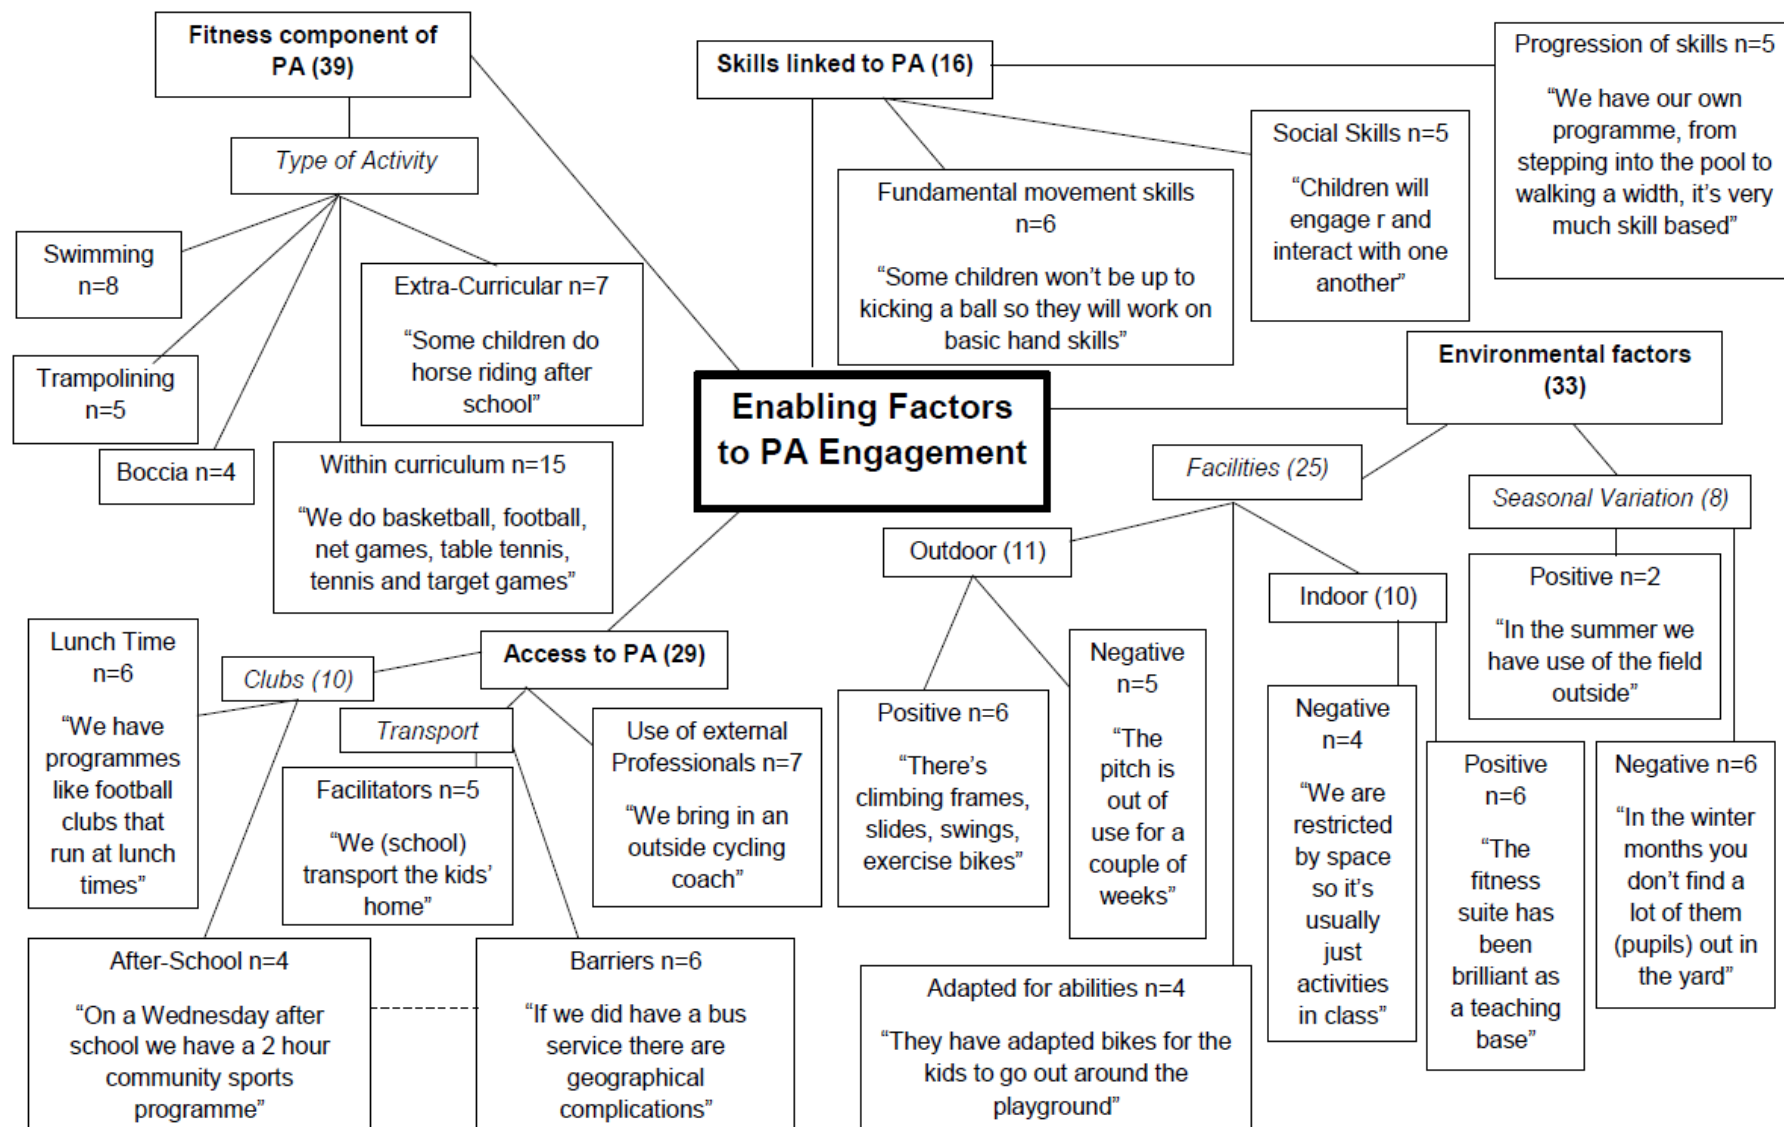 Fitness component of
PA (39)
Type of Activity
Swimming
n=8
Trampolining
n=5
Boccia n=4
Extra-Curricular n=7
“Some children do
horse riding after
school”
Within curriculum n=15
“We do basketball, football,
net games, table tennis,
tennis and target games”
Skills linked to PA (16)
Fundamental movement skills
n=6
“Some children won’t be up to
kicking a ball so they will work on
basic hand skills”
Social Skills n=5
“Children will
engage r and
interact with one
another”
Progression of skills n=5
“We have our own
programme, from
stepping into the pool to
walking a width, it’s very
much skill based”
Enabling Factors
to PA Engagement
Environmental factors
(33)
Facilities (25)
Seasonal Variation (8)
Outdoor (11)
Positive n=6
“There’s
climbing frames,
slides, swings,
exercise bikes”
Negative
n=5
“The
pitch is
out of
use for a
couple of
weeks”
Adapted for abilities n=4
“They have adapted bikes for the
kids to go out around the
playground”
Indoor (10)
Negative
n=4
“We are
restricted
by space
so it’s
usually
just
activities
in class”
Positive
n=6
“The
fitness
suite has
been
brilliant as
a teaching
base”
Positive n=2
“In the summer we
have use of the field
outside”
Negative n=6
“In the winter
months you
don’t find a
lot of them
(pupils) out in
the yard”
Access to PA (29)
Clubs (10)
Lunch Time
n=6
“We have
programmes
like football
clubs that
run at lunch
times”
After-School n=4
“On a Wednesday after
school we have a 2 hour
community sports
programme”
Transport
Facilitators n=5
“We (school)
transport the kids’
home”
Barriers n=6
“If we did have a bus
service there are
geographical
complications”
Use of external
Professionals n=7
“We bring in an
outside cycling
coach”